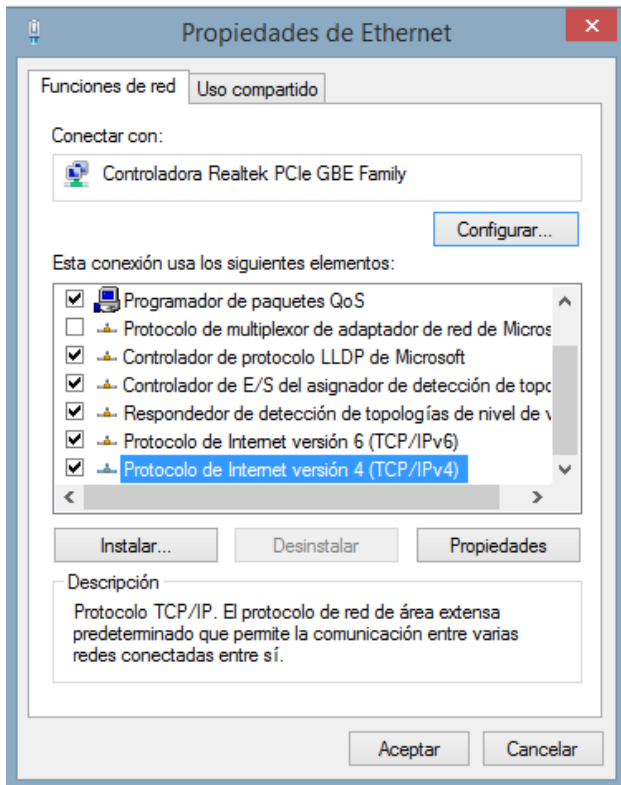 Propiedades de Ethernet
Funciones de red
Uso compartido
Conectar con:
Controladora Realtek PCIe GBE Family
Configurar...
Esta conexión usa los siguientes elementos:
Programador de paquetes QoS
Protocolo de multiplexor de adaptador de red de Micros
Controlador de protocolo LLDP de Microsoft
Controlador de E/S del asignador de detección de topo
Respondedor de detección de topologías de nivel de v
Protocolo de Internet versión 6 (TCP/IPv6)
Protocolo de Internet versión 4 (TCP/IPv4)
Instalar...
Desinstalar
Propiedades
Descripción
Protocolo TCP/IP. El protocolo de red de área extensa
predeterminado que permite la comunicación entre varias
redes conectadas entre sí.
Aceptar
Cancelar